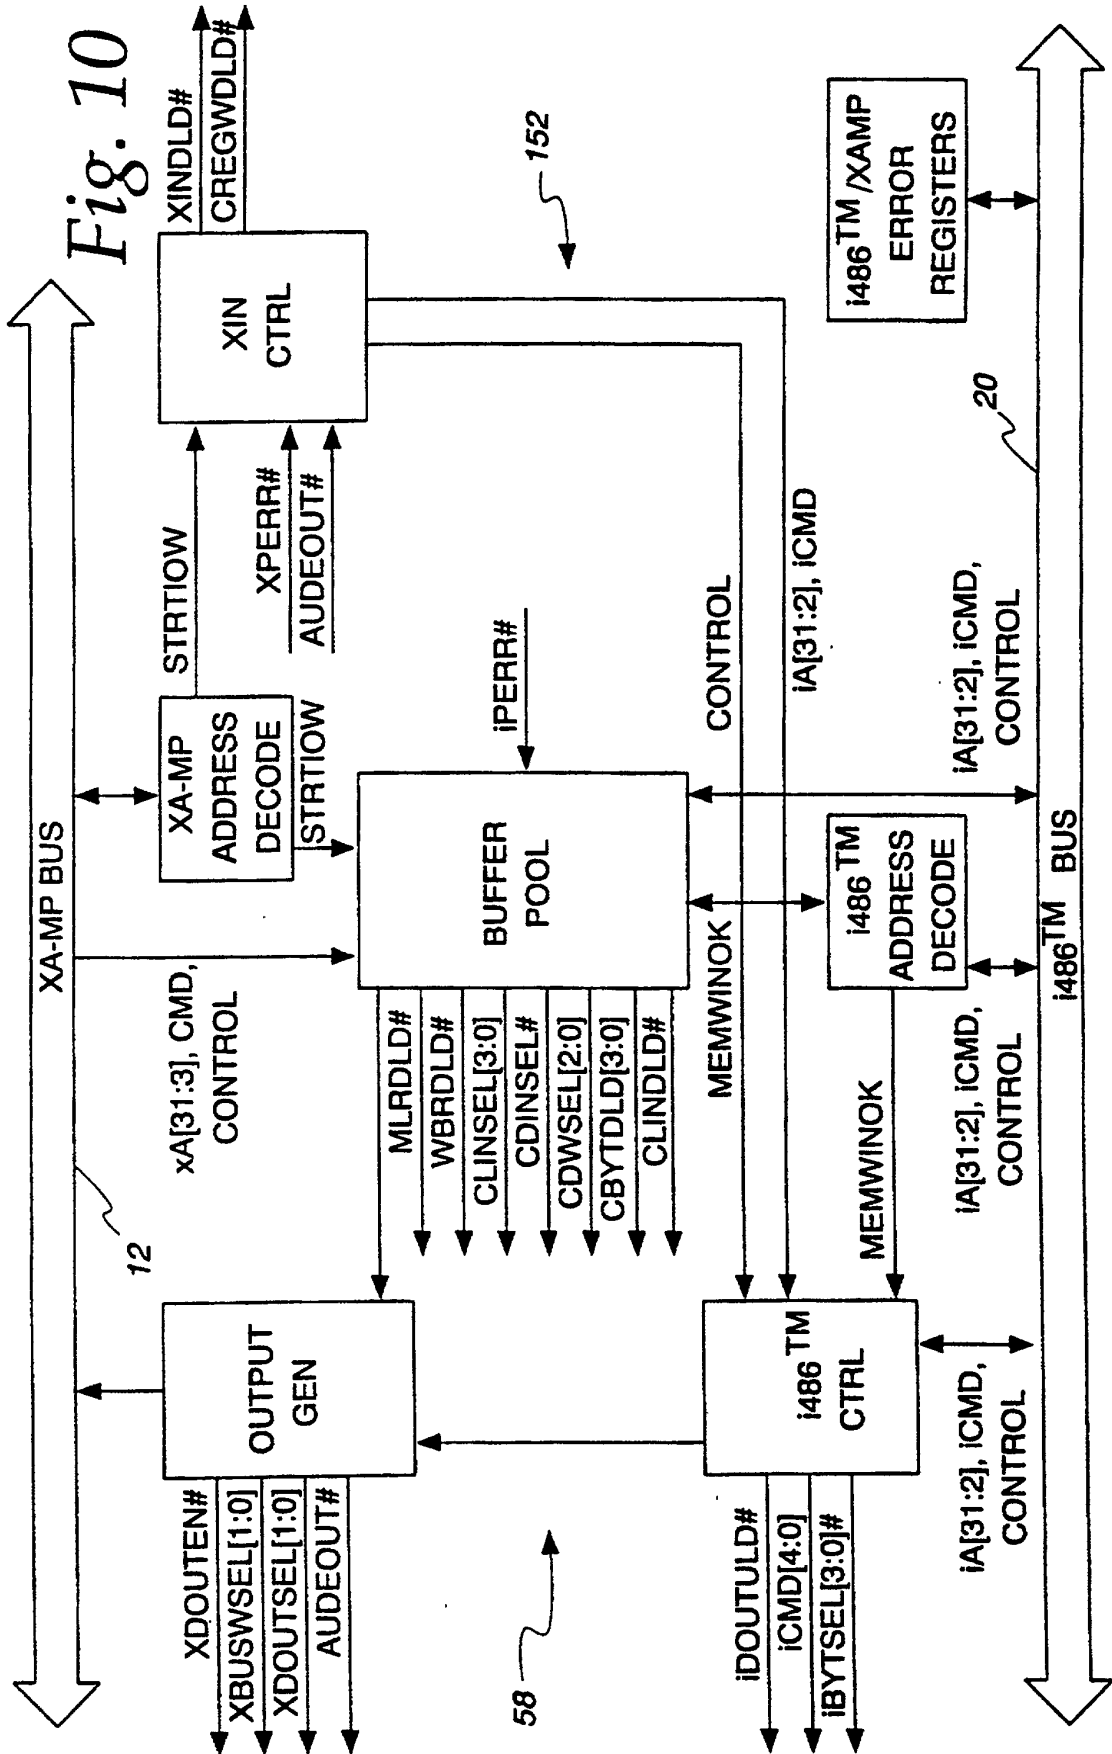 Fig. 10
XA-MP BUS
12
xA[31:3], CMD,
CONTROL
XA-MP
ADDRESS
DECODE
STRTIOW
STRTIOW
XPERR#
AUDEOUT#
XIN
CTRL
XINDLD#
CREGWDLD#
152
OUTPUT
GEN
XDOUTEN#
XBUSWSEL[1:0]
XDOUTSEL[1:0]
AUDEOUT#
MLRDLD#
WBRDLD#
CLINSEL[3:0]
CDINSEL#
CDWSEL[2:0]
CBYTDLD[3:0]
CLINDLD#
BUFFER
POOL
iPERR#
58
MEMWINOK
CONTROL
iA[31:2], iCMD
i486TM
CTRL
iDOUTULD#
iCMD[4:0]
iBYTSEL[3:0]#
MEMWINOK
i486TM
ADDRESS
DECODE
i486TM/XAMP
ERROR
REGISTERS
20
iA[31:2], iCMD,
CONTROL
iA[31:2], iCMD,
CONTROL
iA[31:2], iCMD,
CONTROL
i486TM BUS